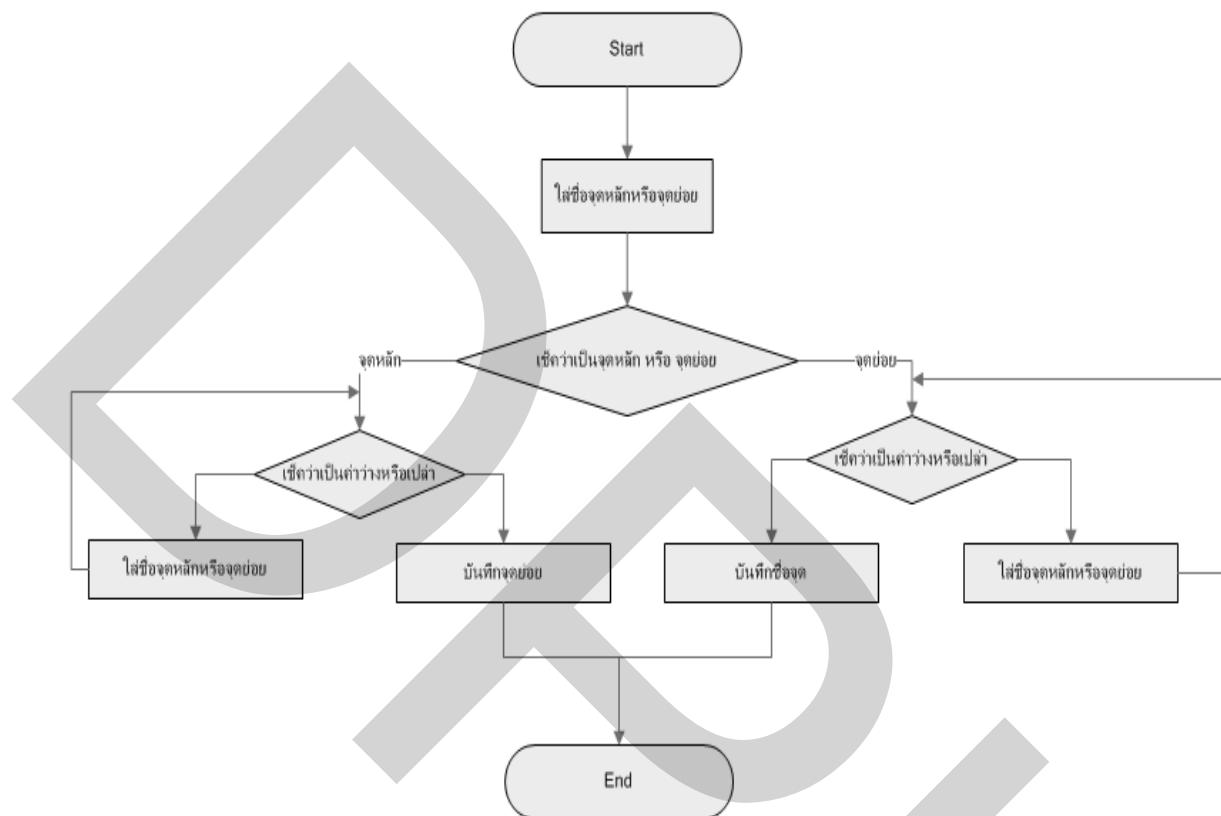 Start
ใส่ชื่อจุดหลักหรือจุดย่อย
เช็คว่าเป็นจุดหลัก หรือ จุดย่อย
จุดหลัก
จุดย่อย
เช็คว่าเป็นค่าว่างหรือเปล่า
เช็คว่าเป็นค่าว่างหรือเปล่า
ใส่ชื่อจุดหลักหรือจุดย่อย
บันทึกจุดย่อย
บันทึกชื่อจุด
ใส่ชื่อจุดหลักหรือจุดย่อย
End